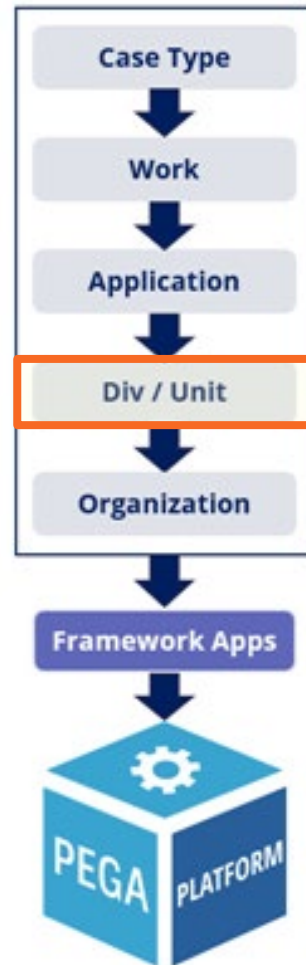 Case Type
Work
Application
Div / Unit
Organization
Framework Apps
PEGA
PLATFORM